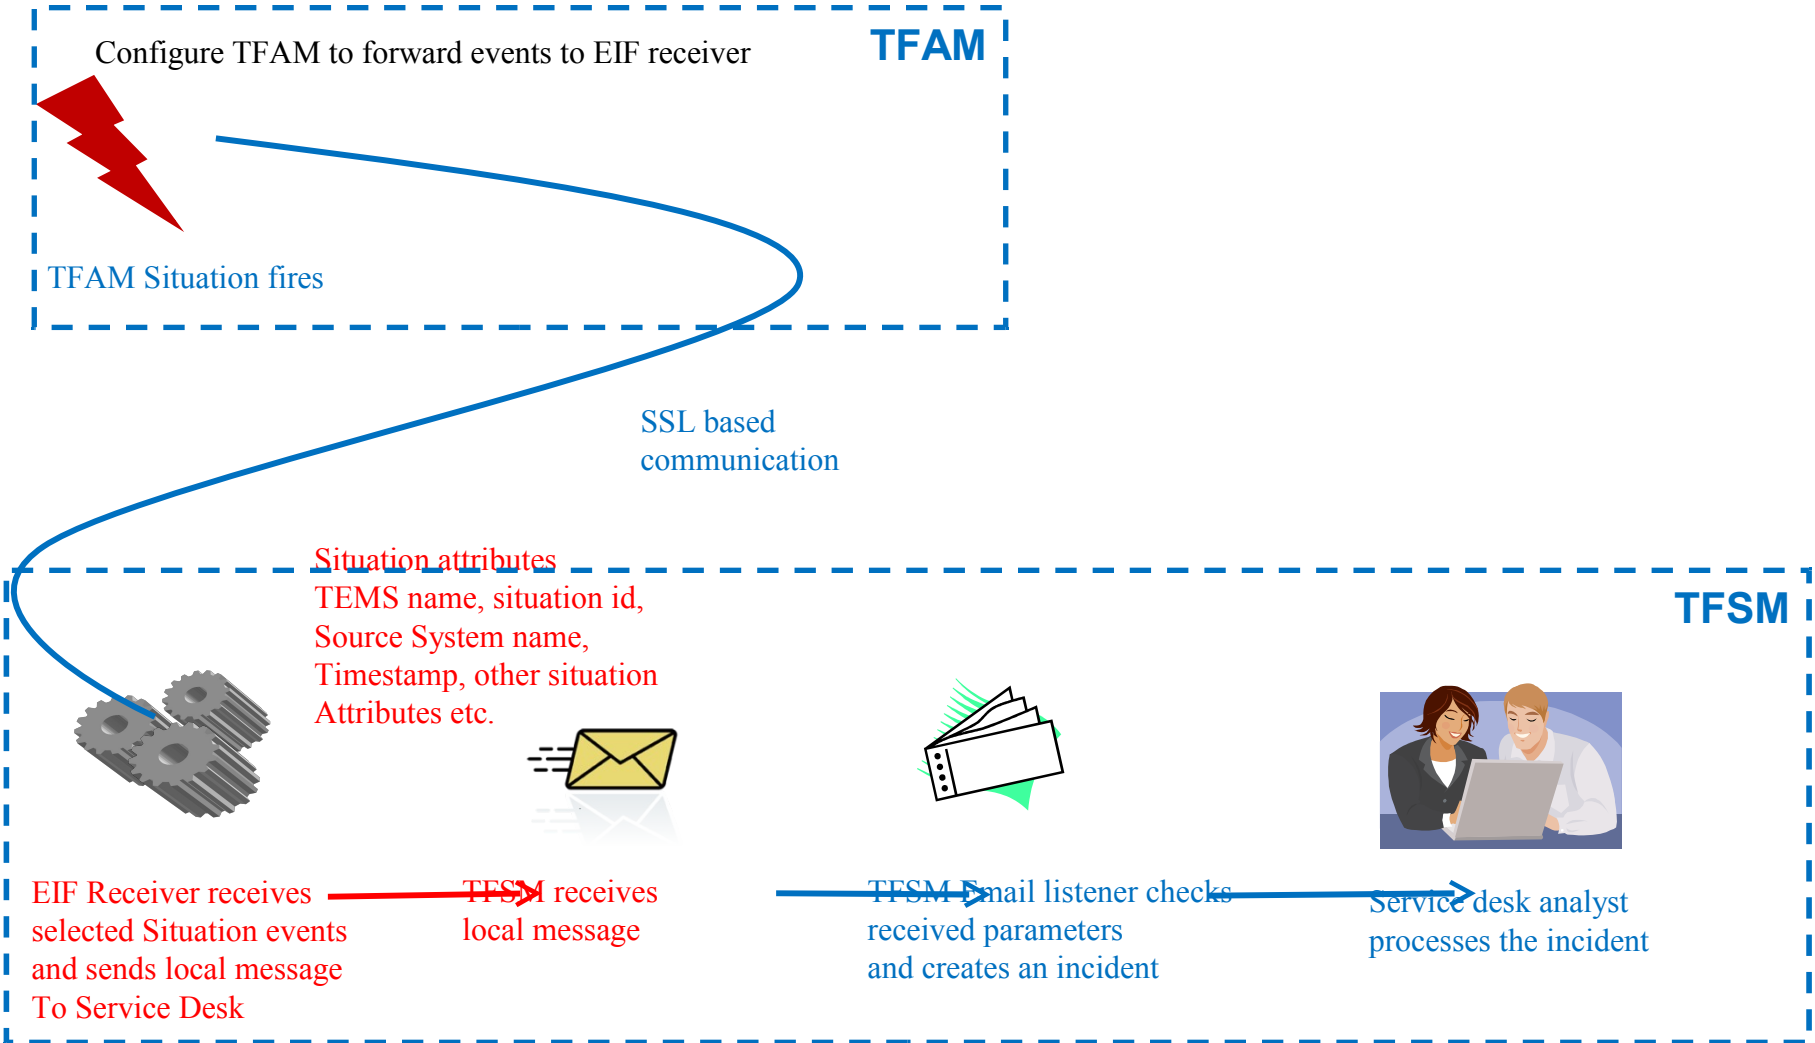 Configure TFAM to forward events to EIF receiver
TFAM
TFAM Situation fires
SSL based
communication
Situation attributes
TEMS name, situation id,
Source System name,
Timestamp, other situation
Attributes etc.
TFSM
EIF Receiver receives
selected Situation events
and sends local message
To Service Desk
TFSM receives
local message
TFSM Email listener checks
received parameters
and creates an incident
Service desk analyst
processes the incident